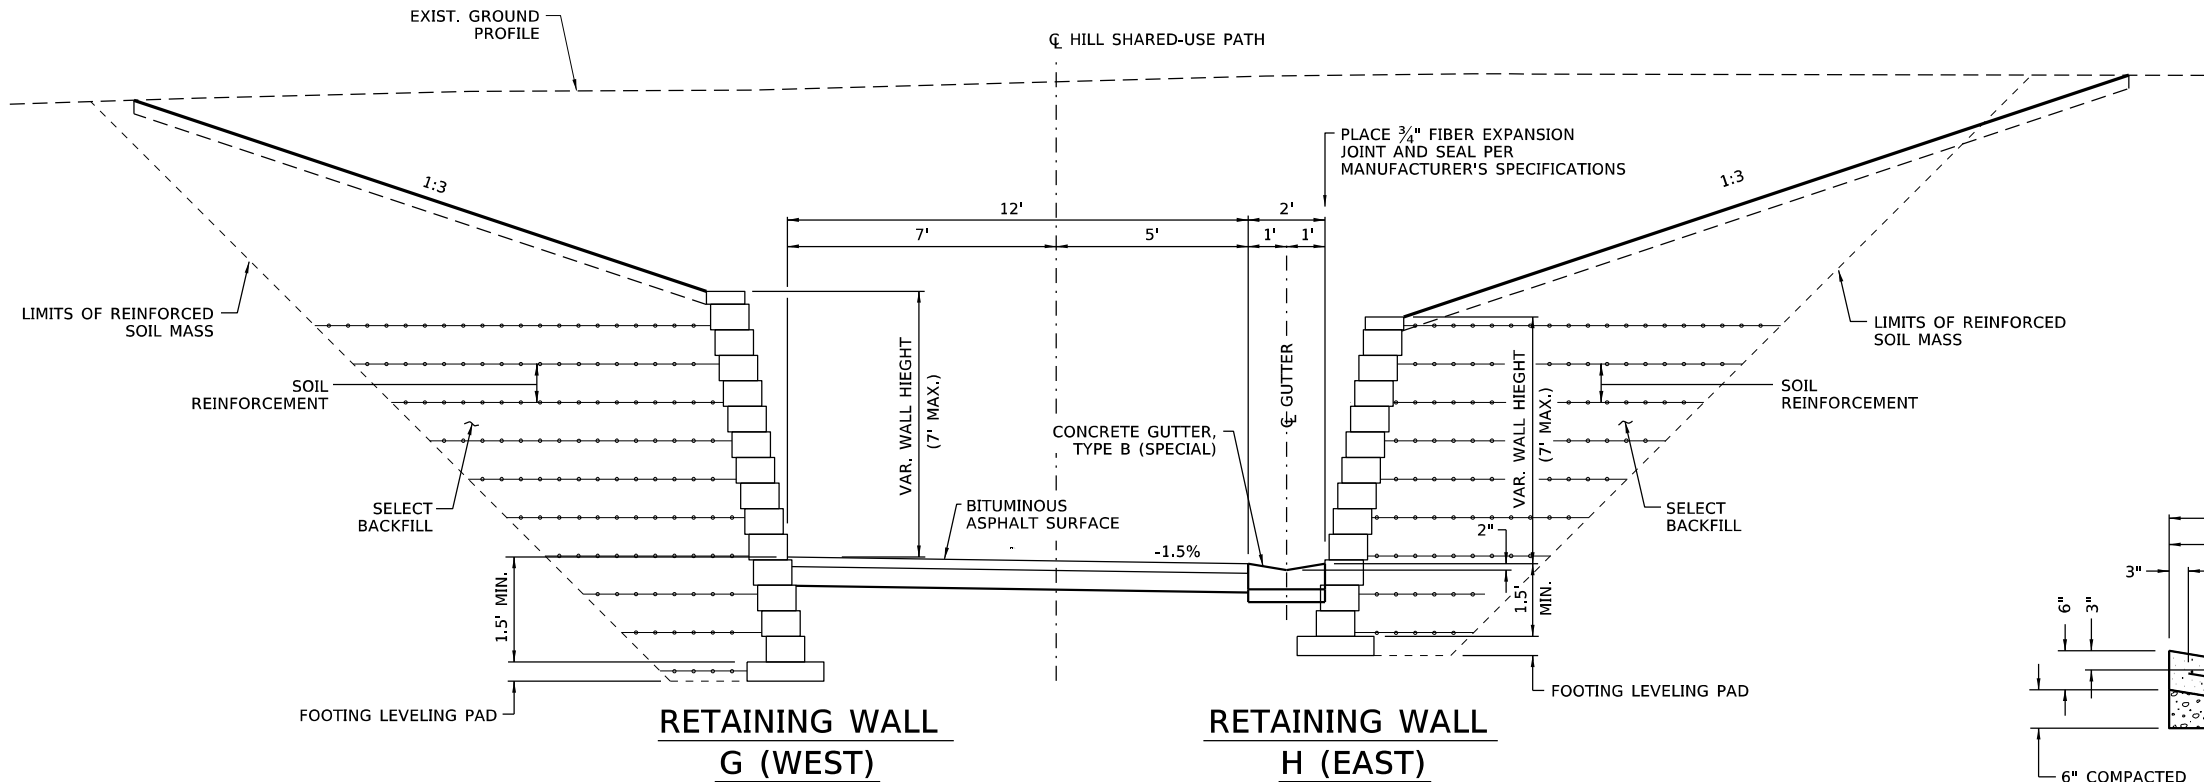 EXIST. GROUND
PROFILE
℄ HILL SHARED-USE PATH
PLACE ¾" FIBER EXPANSION
JOINT AND SEAL PER
MANUFACTURER'S SPECIFICATIONS
1:3
1:3
12'
2'
7'
5'
1'
1'
LIMITS OF REINFORCED
SOIL MASS
LIMITS OF REINFORCED
SOIL MASS
SOIL
REINFORCEMENT
SOIL
REINFORCEMENT
VAR. WALL HIEGHT
(7' MAX.)
℄ GUTTER
VAR. WALL HIEGHT
(7' MAX.)
CONCRETE GUTTER,
TYPE B (SPECIAL)
SELECT
BACKFILL
BITUMINOUS
ASPHALT SURFACE
SELECT
BACKFILL
2"
-1.5%
1.5' MIN.
1.5'
MIN.
3"
6"
3"
FOOTING LEVELING PAD
FOOTING LEVELING PAD
RETAINING WALL
G (WEST)
RETAINING WALL
H (EAST)
6" COMPACTED